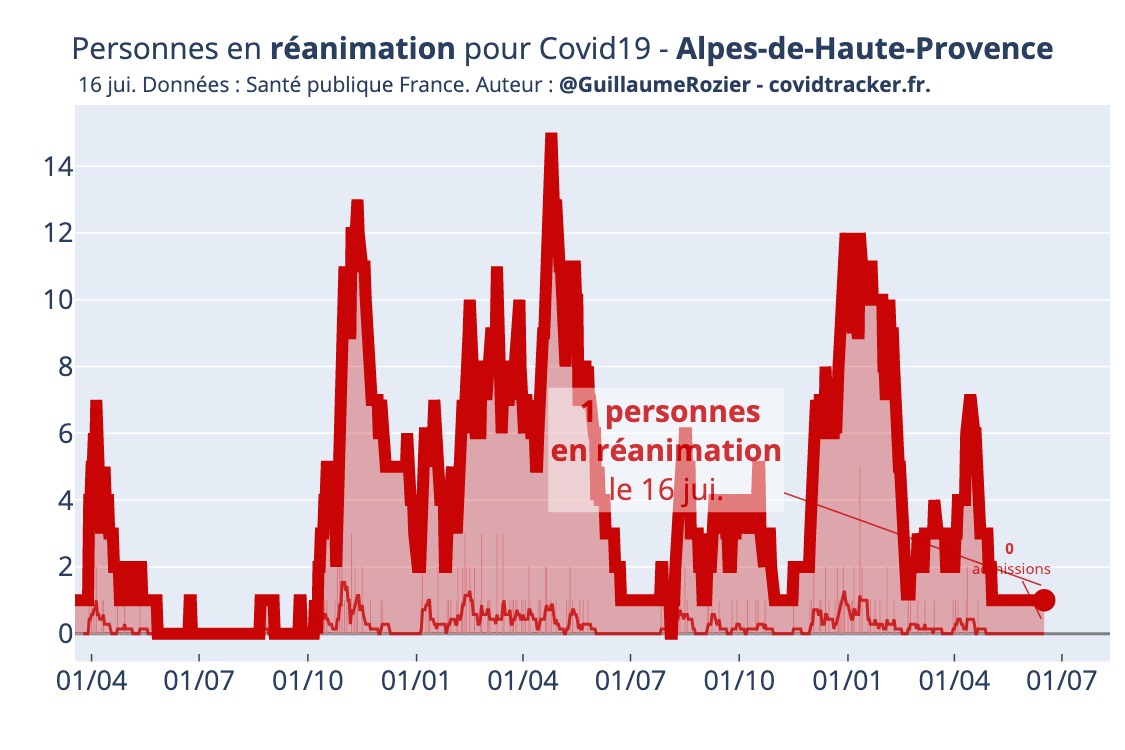 Personnes en réanimation pour Covid19 - Alpes-de-Haute-Provence
16 jui. Données : Santé publique France. Auteur : @GuillaumeRozier - covidtracker.fr.
14
12
10
8
6
4
2
0
1 personnes
en réanimation
le 16 jui.
0
admissions
01/04 01/07 01/10 01/01 01/04 01/07 01/10 01/01 01/04 01/07